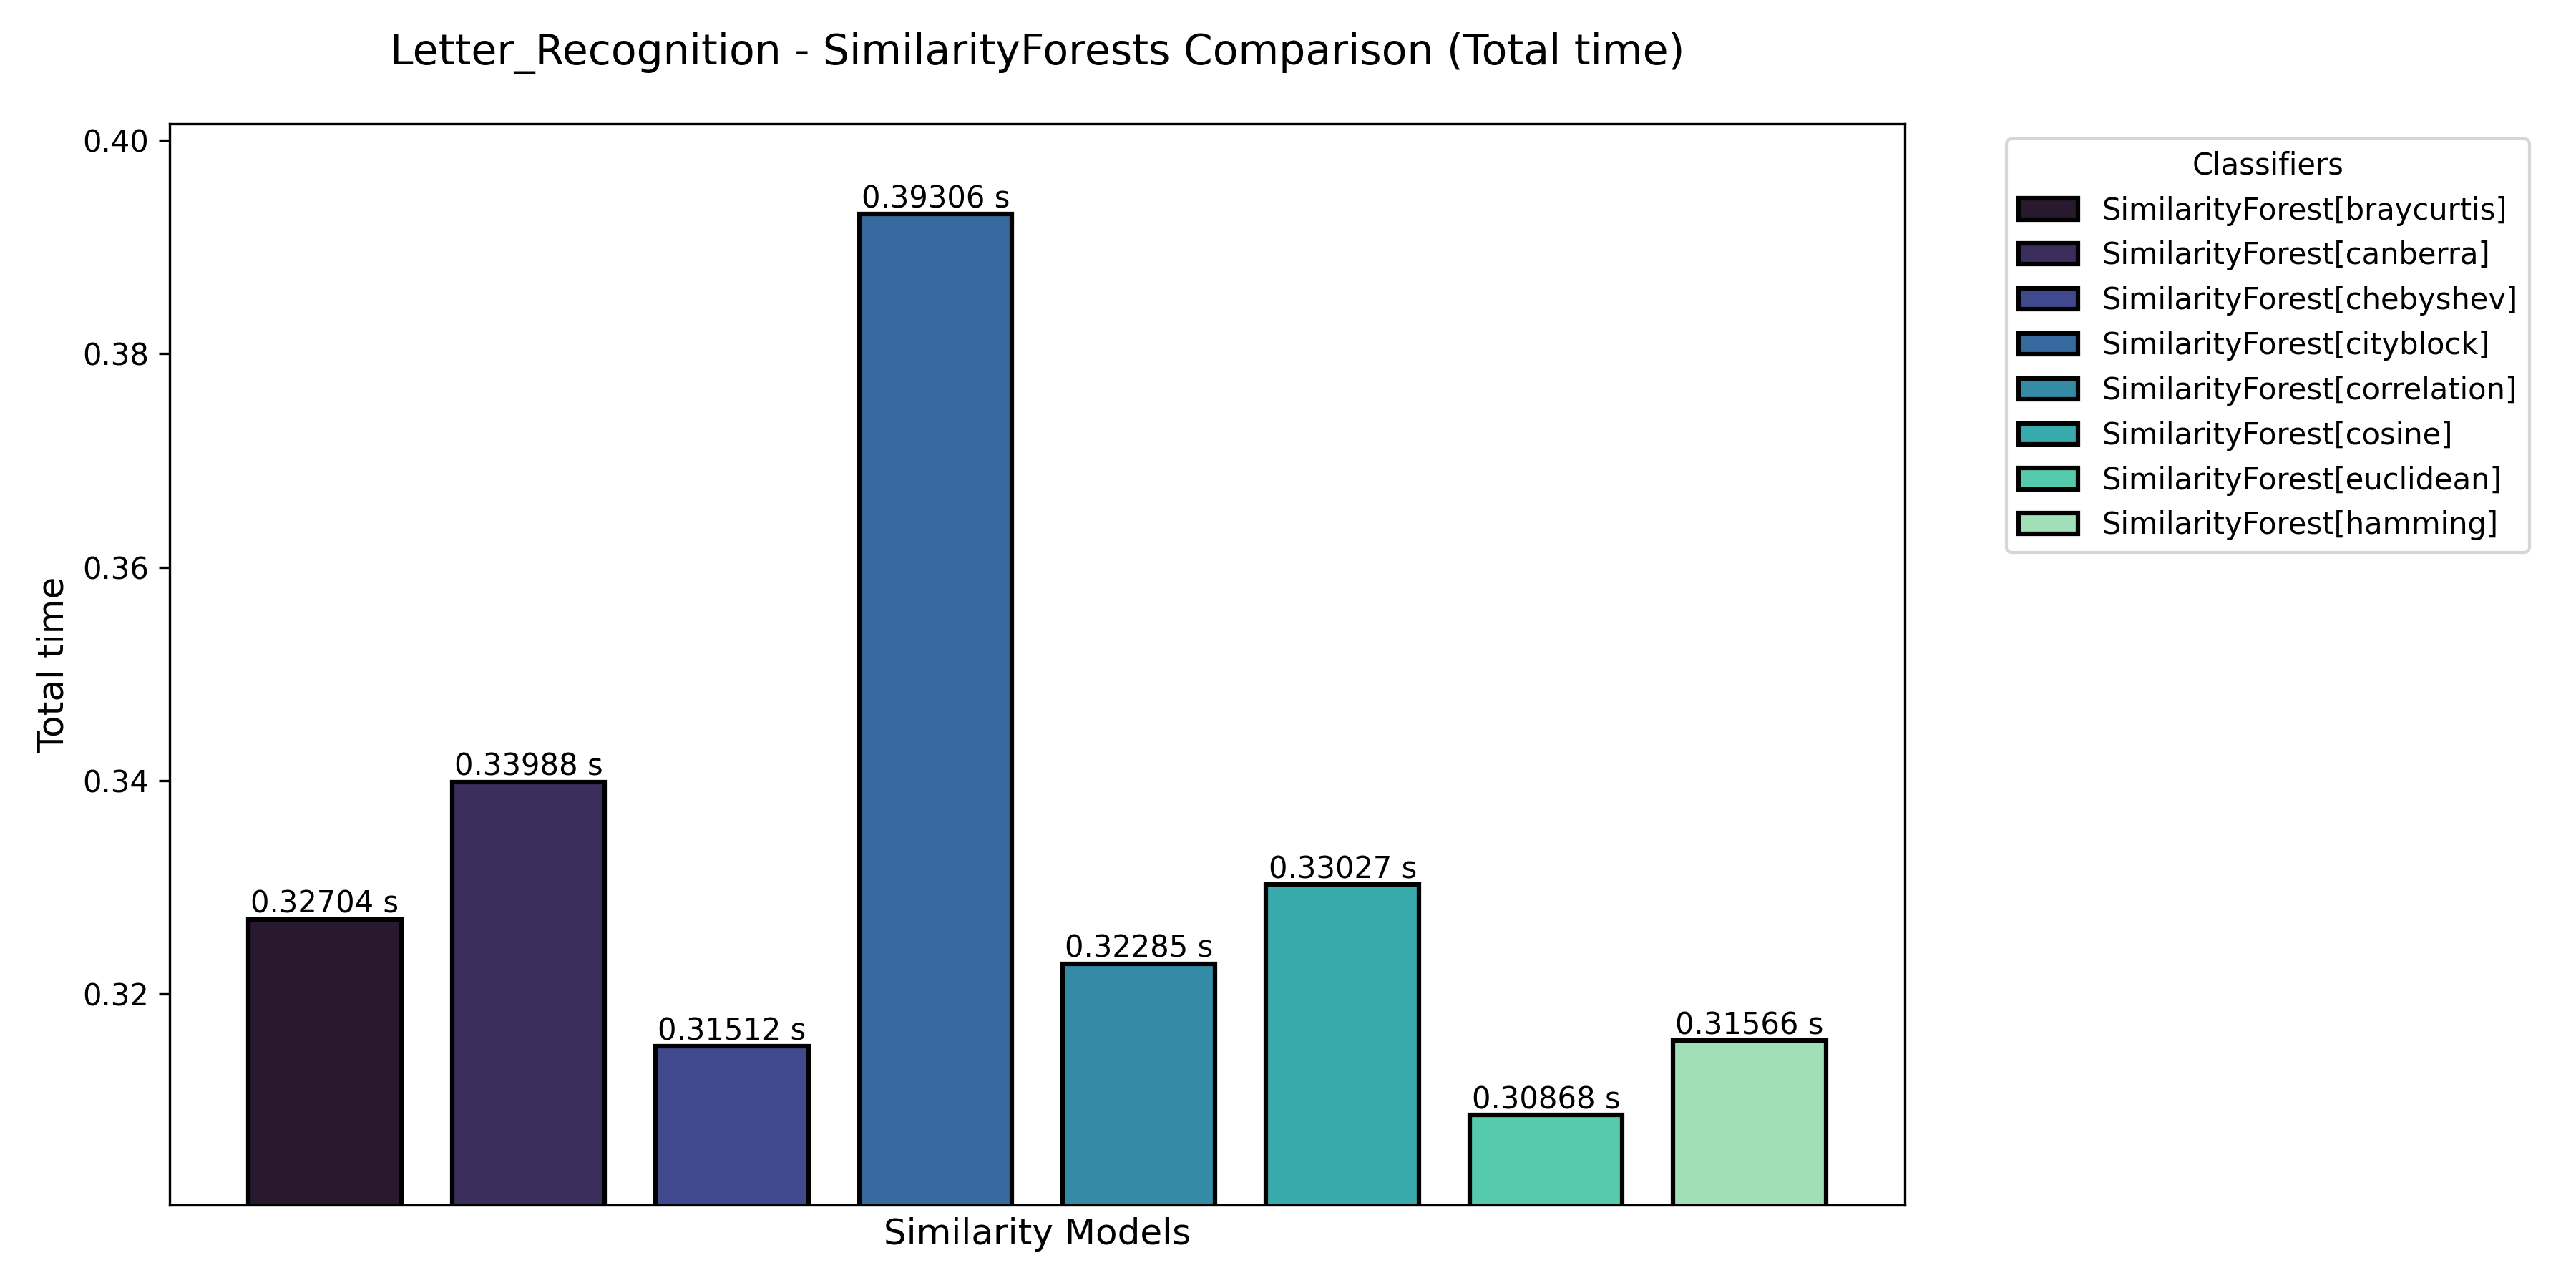 Letter_Recognition - SimilarityForests Comparison (Total time)
Total time
0.40
0.38
0.36
0.34
0.32
0.32704 s
0.33988 s
0.31512 s
0.39306 s
0.32285 s
0.33027 s
0.30868 s
0.31566 s
Similarity Models
Classifiers
SimilarityForest[braycurtis]
SimilarityForest[canberra]
SimilarityForest[chebyshev]
SimilarityForest[cityblock]
SimilarityForest[correlation]
SimilarityForest[cosine]
SimilarityForest[euclidean]
SimilarityForest[hamming]